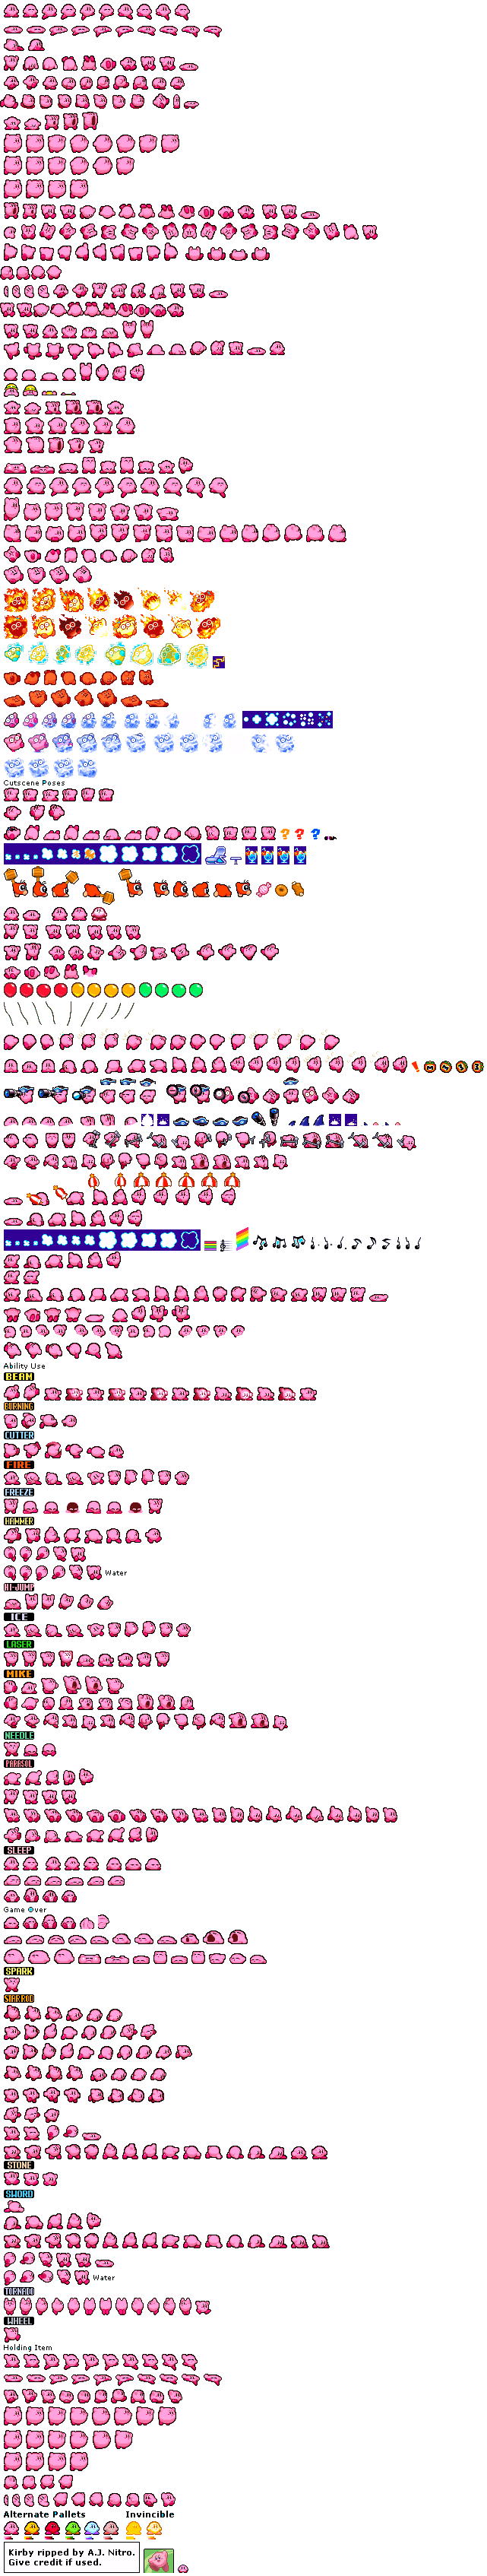 Cutscene Poses
Ability Use
BEAM
BURNING
CUTTER
FIRE
FREEZE
HAMMER
Water
HI-JUMP
ICE
LASER
MIKE
NEEDLE
PARASOL
SLEEP
Game Over
SPARK
STAR ROD
STONE
SWORD
Water
TORNADO
WHEEL
Holding Item
Alternate Pallets Invincible
Kirby ripped by A.J. Nitro.
Give credit if used.